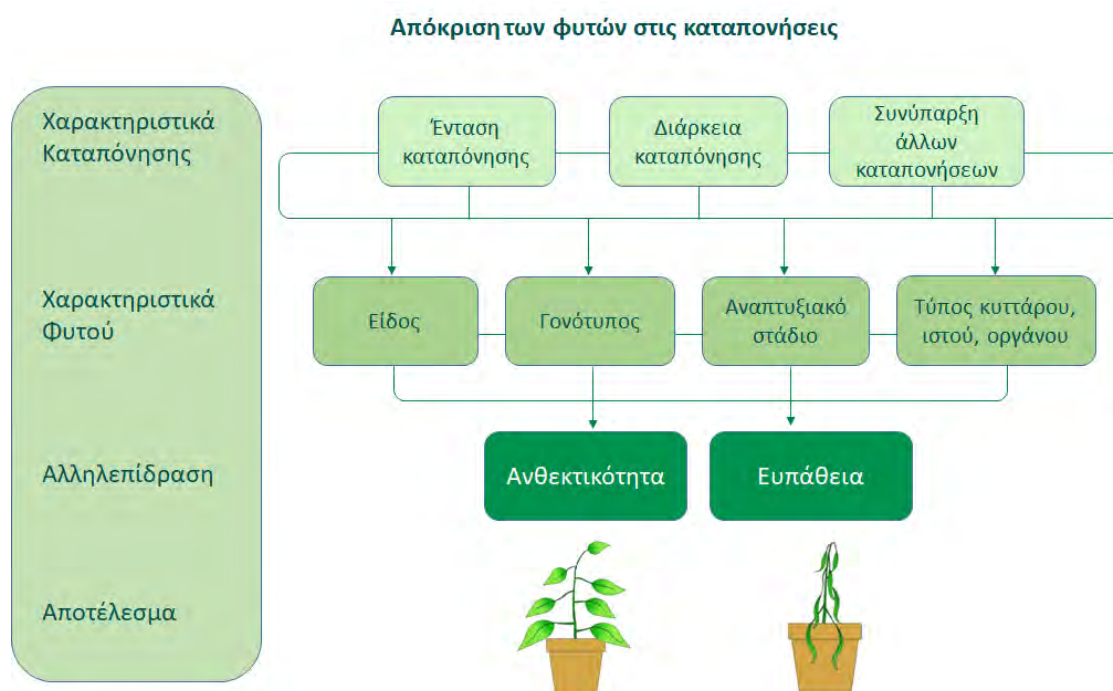 Απόκριση των φυτών στις καταπονήσεις
Χαρακτηριστικά
Καταπόνησης
Ένταση
καταπόνησης
Διάρκεια
καταπόνησης
Συνύπαρξη
άλλων
καταπονήσεων
Χαρακτηριστικά
Φυτού
Είδος
Γονότυπος
Αναπτυξιακό
στάδιο
Τύπος κυττάρου,
ιστού, οργάνου
Αλληλεπίδραση
Ανθεκτικότητα
Ευπάθεια
Αποτέλεσμα